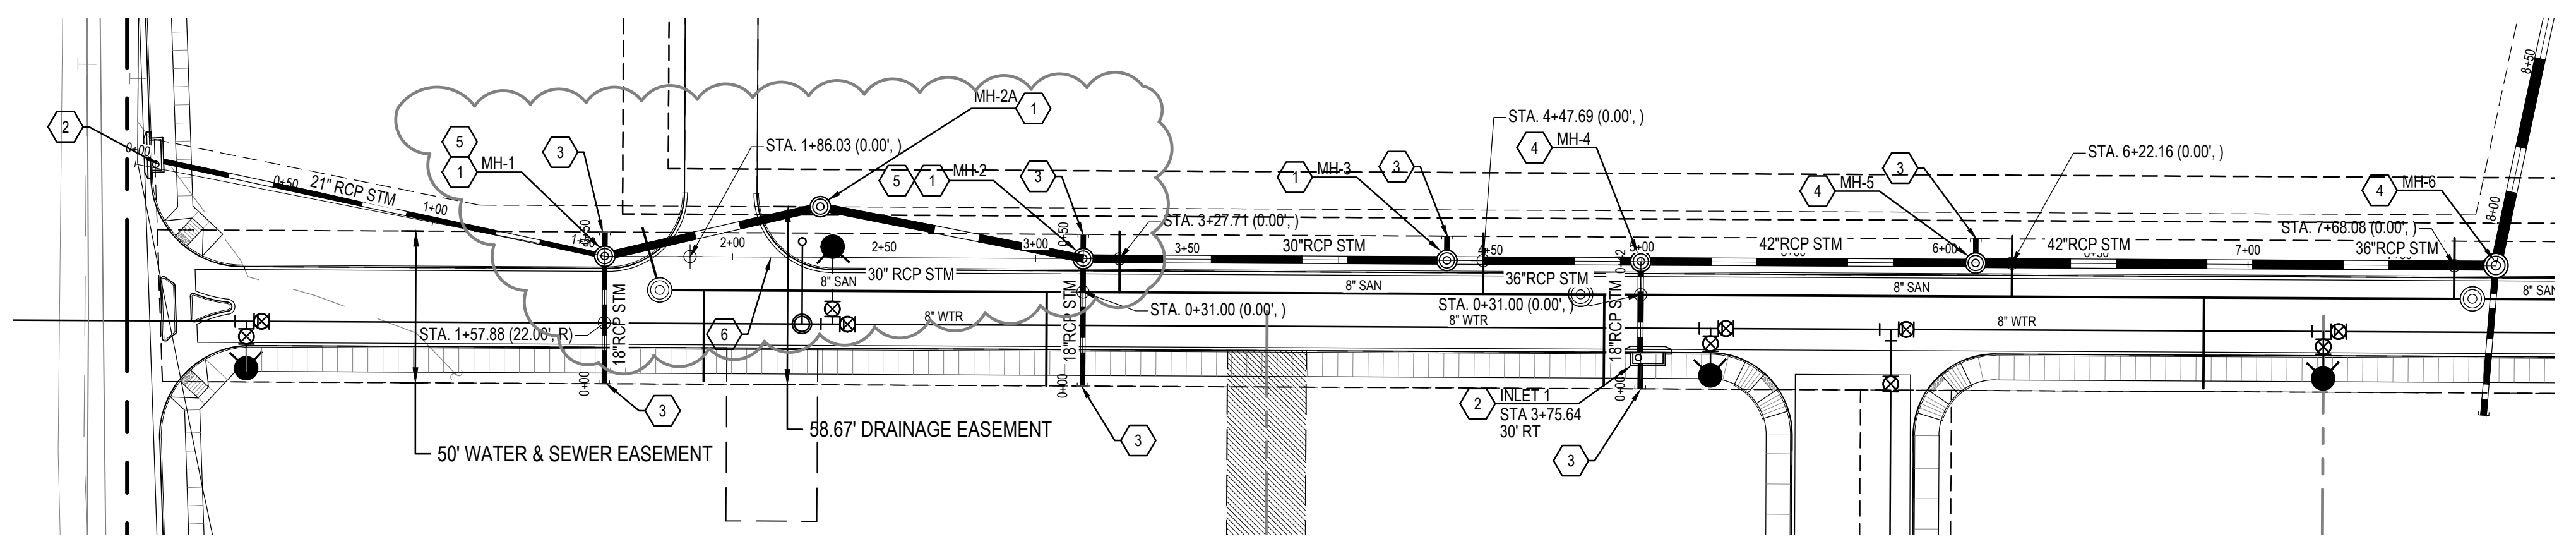 8+50
MH-2A
1
STA. 4+47.69 (0.00', )
2
0+00
5
3
STA. 1+86.03 (0.00', )
4
MH-4
STA. 6+22.16 (0.00', )
1
MH-1
5
1
MH-2
3
1
MH-3
3
4
MH-5
3
4
MH-6
0+50
21" RCP STM
1+00
1+50
2+00
2+50
3+00
0+50
STA. 3+27.71 (0.00', )
3+50
30"RCP STM
4+50
5+00
42"RCP STM
6+00
42"RCP STM
7+00
STA. 7+68.08 (0.00', )
36"RCP STM
8+00
30" RCP STM
8" SAN
8" SAN
36"RCP STM
8" SAN
8" SAN
STA. 0+31.00 (0.00', )
STA. 0+31.00 (0.00', )
STA. 1+57.88 (22.00', R)
18"RCP STM
6
8" WTR
18"RCP STM
8" WTR
18"RCP STM
8" WTR
0+00
0+00
0+00
3
3
2
INLET 1
STA 3+75.64
30' RT
3
58.67' DRAINAGE EASEMENT
50' WATER & SEWER EASEMENT